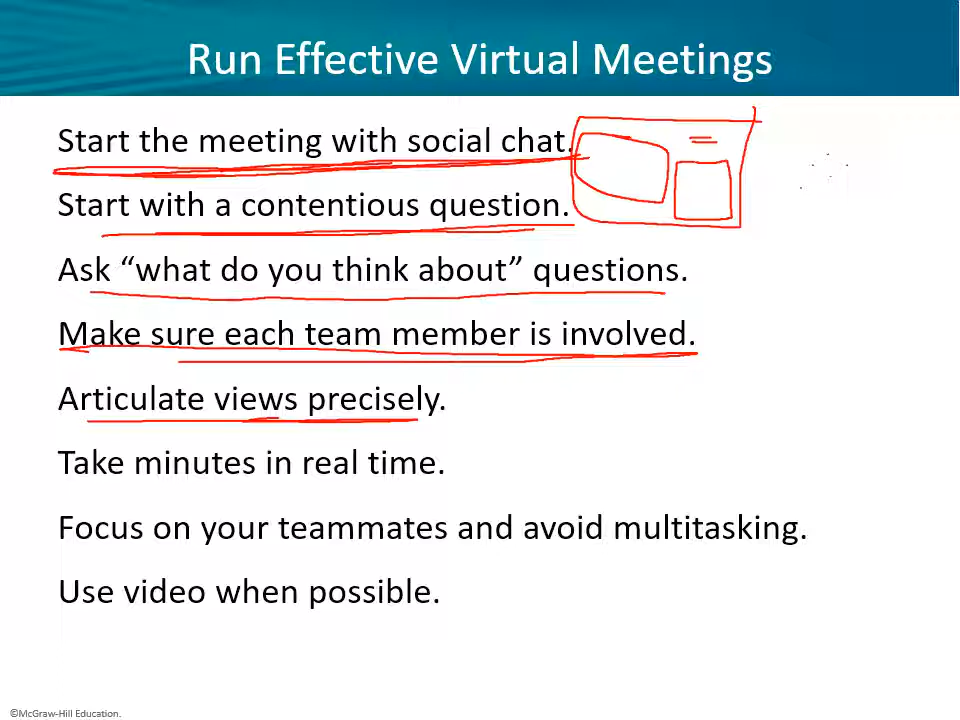 Run Effective Virtual Meetings
Start the meeting with social chat.
Start with a contentious question.
Ask “what do you think about” questions.
Make sure each team member is involved.
Articulate views precisely.
Take minutes in real time.
Focus on your teammates and avoid multitasking.
Use video when possible.
©McGraw-Hill Education.